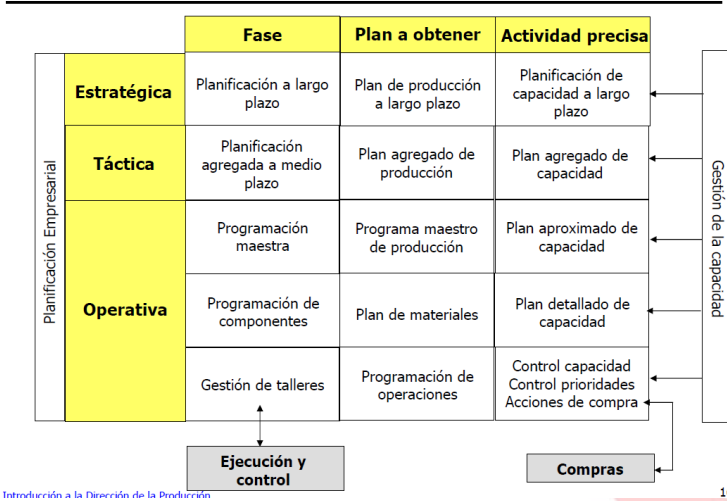 Fase
Plan a obtener
Actividad precisa
Planificación Empresarial
Estratégica
Planificación a largo
plazo
Plan de producción
a largo plazo
Planificación de
capacidad a largo
plazo
Táctica
Planificación
agregada a medio
plazo
Plan agregado de
producción
Plan agregado de
capacidad
Operativa
Programación
maestra
Programa maestro
de producción
Plan aproximado de
capacidad
Programación de
componentes
Plan de materiales
Plan detallado de
capacidad
Gestión de talleres
Programación de
operaciones
Control capacidad
Control prioridades
Acciones de compra
Gestión de la capacidad
Ejecución y
control
Compras
Introducción a la Dirección de la Producción
1